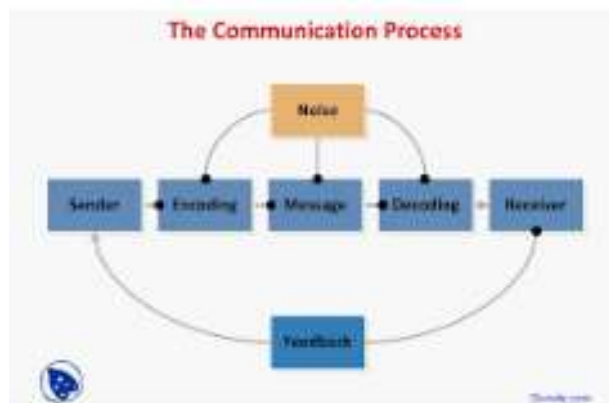 The Communication Process
Noise
Sender Encoding Message Decoding Receiver
Feedback